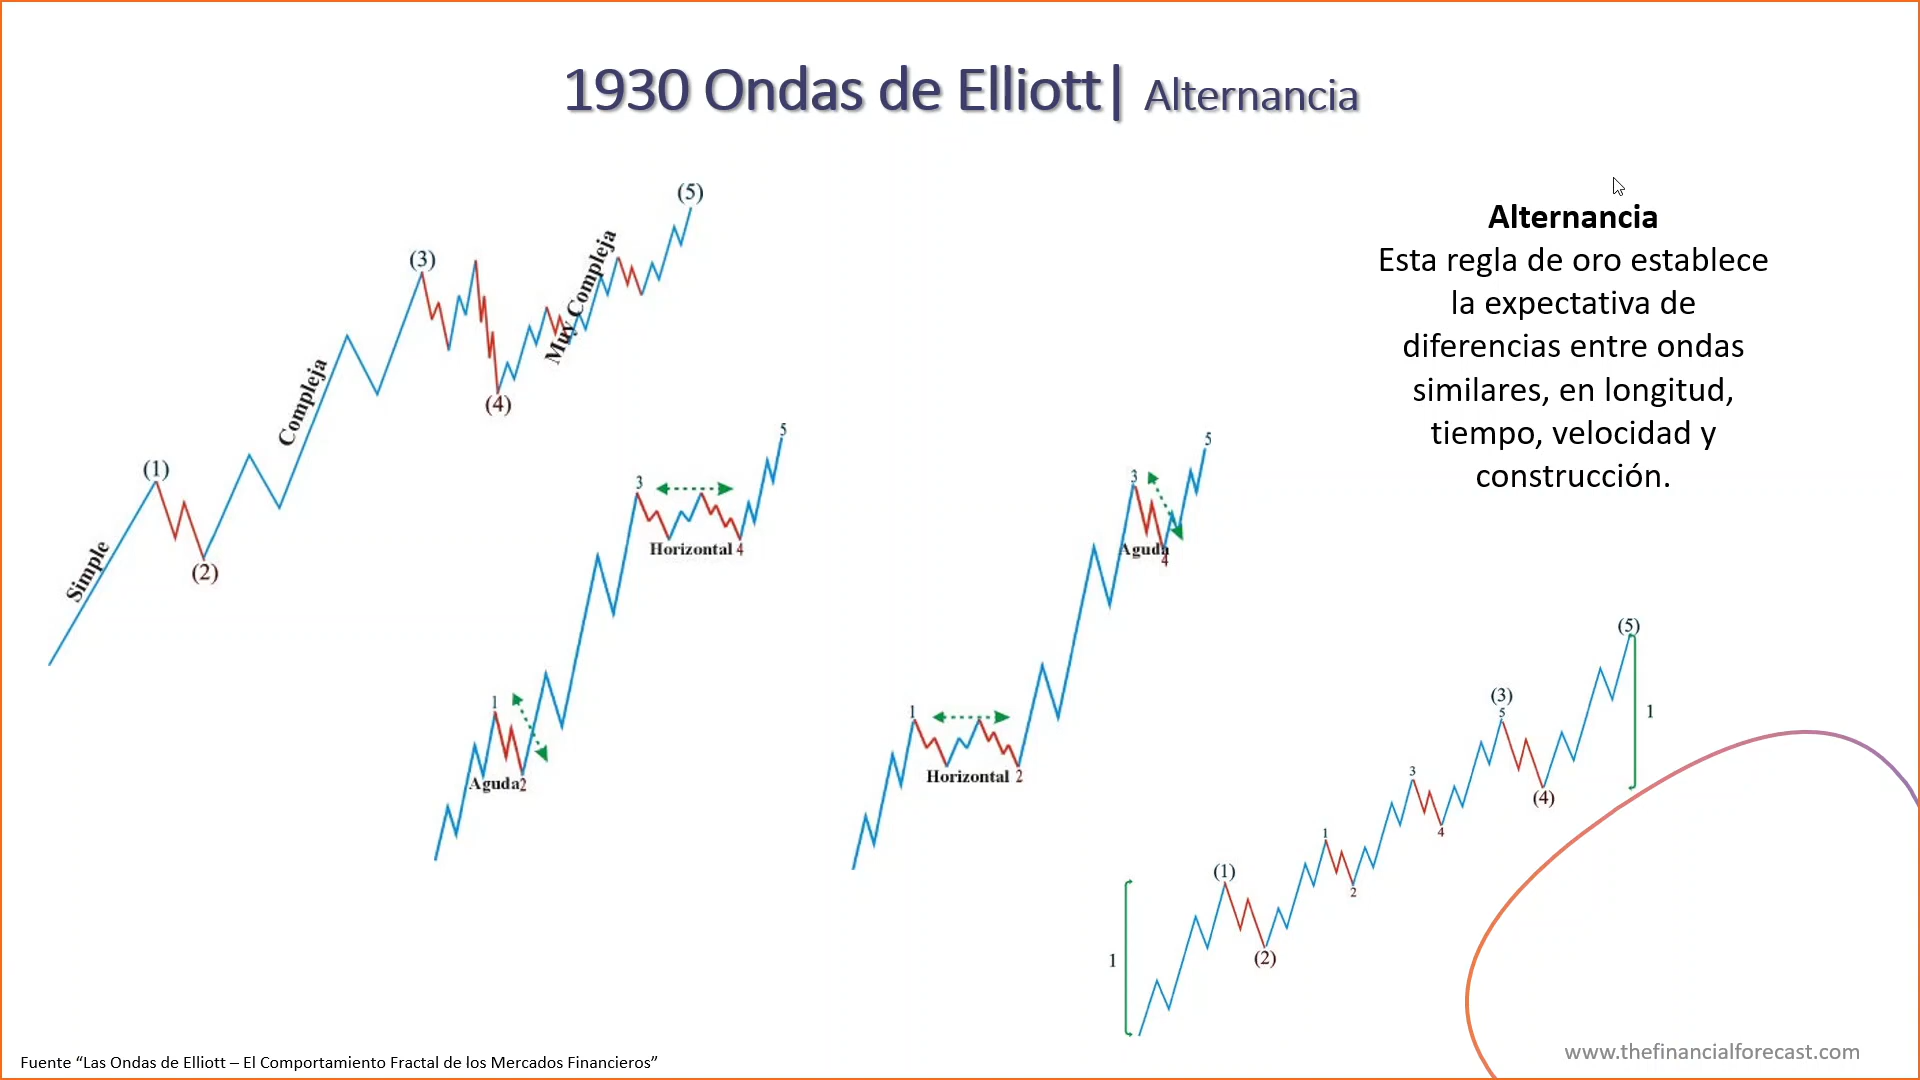 1930 Ondas de Elliott| Alternancia
Alternancia
Esta regla de oro establece
la expectativa de
diferencias entre ondas
similares, en longitud,
tiempo, velocidad y
construcción.
Simple
(1)
(2)
Compleja
(3)
(4)
Muy Compleja
(5)
1
Aguda 2
3
Horizontal 4
5
1
Horizontal 2
3
Aguda
4
5
1
(1)
(2)
1
2
3
4
(3)
5
(4)
(5)
1
Fuente “Las Ondas de Elliott – El Comportamiento Fractal de los Mercados Financieros”
www.thefinancialforecast.com